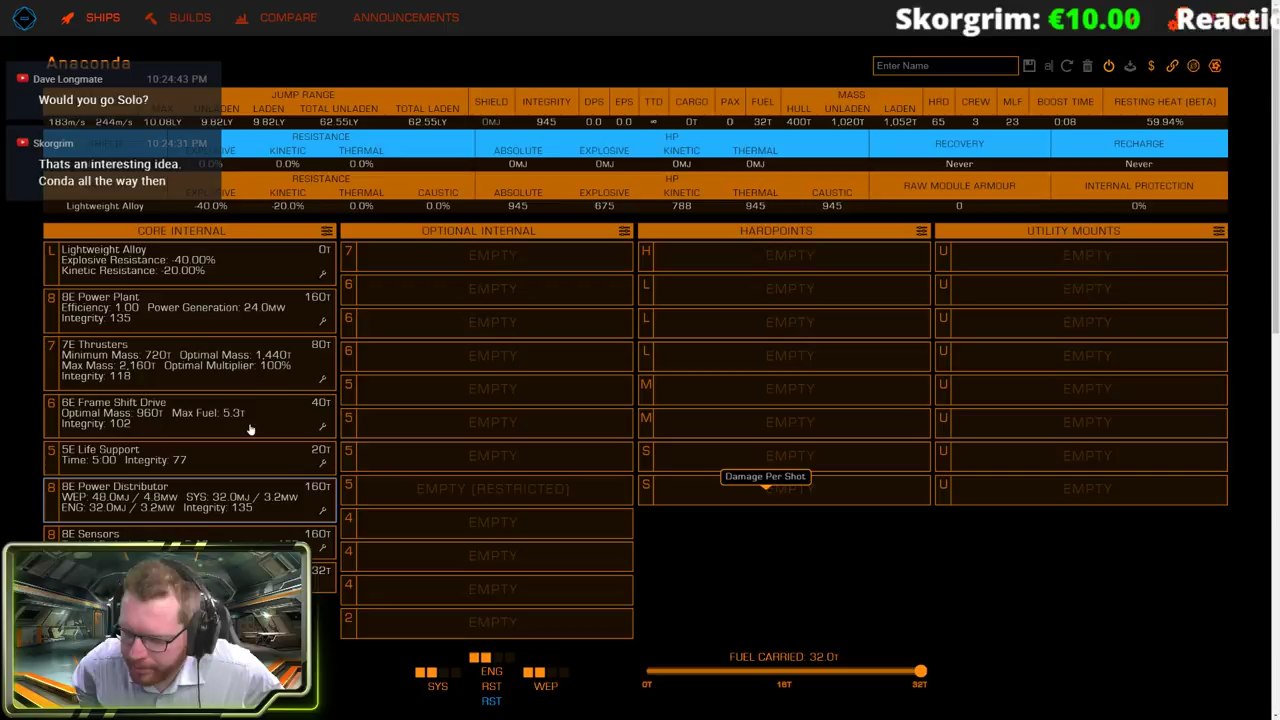 SHIPS BUILDS COMPARE ANNOUNCEMENTS
Skorgrim: €10.00 Reactic
Anaconda
Enter Name
Dave Longmate 10:24:43 PM
Would you go Solo?
Skorgrim 10:24:31 PM
Thats an interesting idea.
Conda all the way then
JUMP RANGE SHIELD INTEGRITY DPS EPS TTD CARGO PAX FUEL MASS HRD CREW MLF BOOST TIME RESTING HEAT (BETA)
MAX UNLADEN LADEN TOTAL UNLADEN TOTAL LADEN HULL UNLADEN LADEN
183m/s 244m/s 10.08LY 9.82LY 9.82LY 62.55LY 62.55LY 0MJ 945 0.0 0.0 ∞ 0T 0 32T 400T 1,020T 1,052T 65 3 23 0:08 59.94%
RESISTANCE HP RECOVERY RECHARGE
KINETIC THERMAL ABSOLUTE EXPLOSIVE KINETIC THERMAL
0.0% 0.0% 0.0% 0MJ 0MJ 0MJ 0MJ Never Never
RESISTANCE HP RAW MODULE ARMOUR INTERNAL PROTECTION
KINETIC THERMAL CAUSTIC ABSOLUTE EXPLOSIVE KINETIC THERMAL CAUSTIC
Lightweight Alloy -40.0% -20.0% 0.0% 0.0% 945 675 788 945 945 0 0%
CORE INTERNAL
L Lightweight Alloy 0T
Explosive Resistance: -40.00%
Kinetic Resistance: -20.00%
8 8E Power Plant 160T
Efficiency: 1.00 Power Generation: 24.0MW
Integrity: 135
7 7E Thrusters 80T
Minimum Mass: 720T Optimal Mass: 1,440T
Max Mass: 2,160T Optimal Multiplier: 100%
Integrity: 118
6 6E Frame Shift Drive 40T
Optimal Mass: 960T Max Fuel: 5.3T
Integrity: 102
5 5E Life Support 20T
Time: 5:00 Integrity: 77
8 8E Power Distributor 160T
WEP: 48.0MJ / 4.8MW SYS: 32.0MJ / 3.2MW
ENG: 32.0MJ / 3.2MW Integrity: 135
8 8E Sensors 160T
32T
OPTIONAL INTERNAL
7 EMPTY
6 EMPTY
6 EMPTY
6 EMPTY
5 EMPTY
5 EMPTY
5 EMPTY
5 EMPTY (RESTRICTED)
4 EMPTY
4 EMPTY
4 EMPTY
2 EMPTY
HARDPOINTS
H EMPTY
L EMPTY
L EMPTY
L EMPTY
M EMPTY
M EMPTY
S EMPTY
Damage Per Shot
S EMPTY
UTILITY MOUNTS
U EMPTY
U EMPTY
U EMPTY
U EMPTY
U EMPTY
U EMPTY
U EMPTY
U EMPTY
SYS ENG WEP
RST
RST
FUEL CARRIED: 32.0T
0T 16T 32T